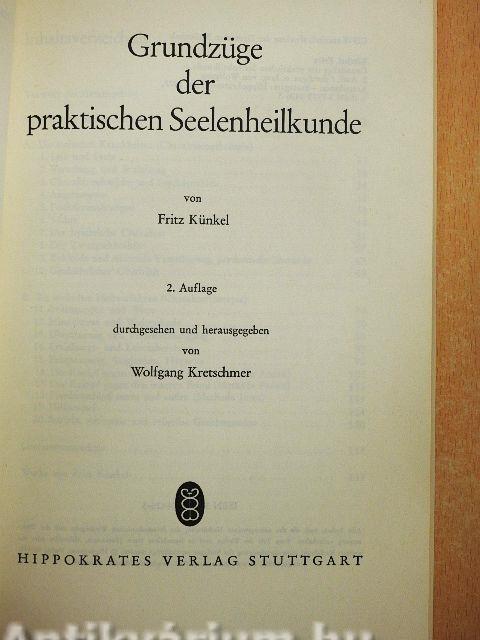 Grundzüge
der
praktischen Seelenheilkunde
von
Fritz Künkel
2. Auflage
durchgesehen und herausgegeben
von
Wolfgang Kretschmer
HIPPOKRATES VERLAG STUTTGART
Antikvárium.hu